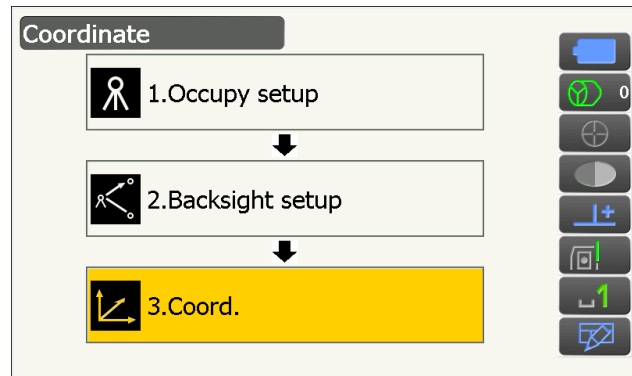 Coordinate
1.Occupy setup
0
2.Backsight setup
1
3.Coord.